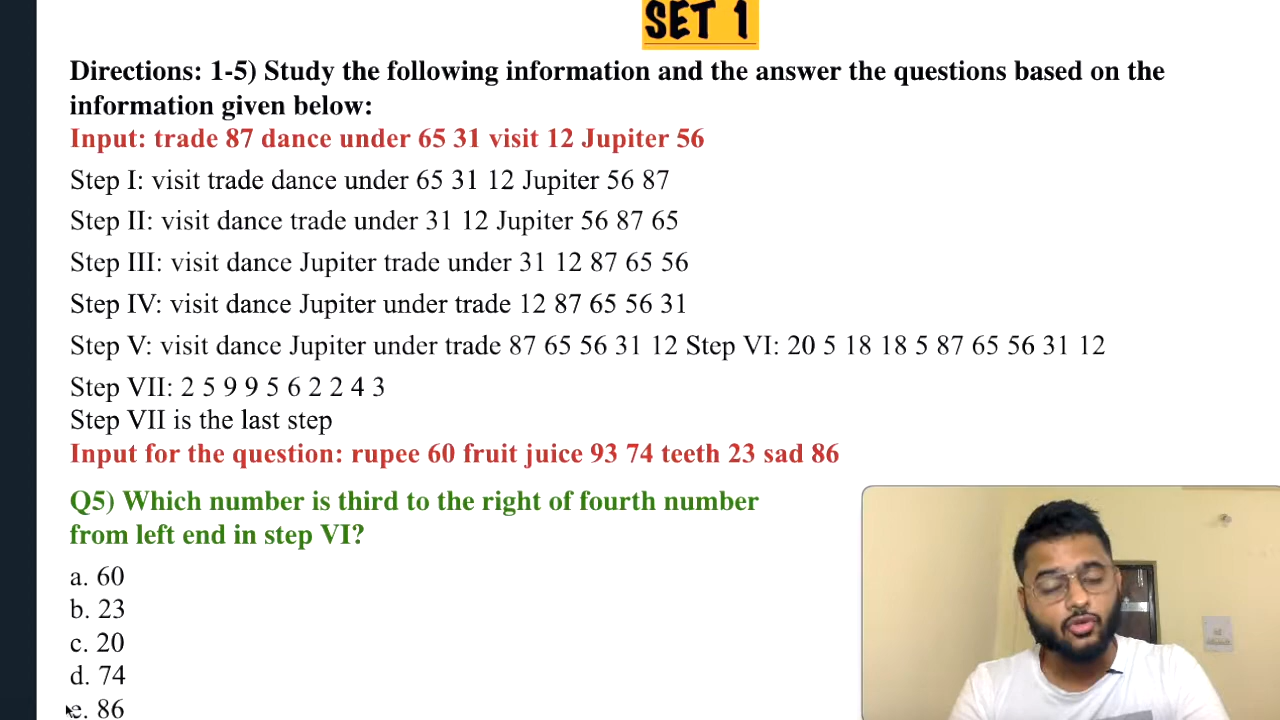 SET 1
Directions: 1-5) Study the following information and the answer the questions based on the
information given below:
Input: trade 87 dance under 65 31 visit 12 Jupiter 56
Step I: visit trade dance under 65 31 12 Jupiter 56 87
Step II: visit dance trade under 31 12 Jupiter 56 87 65
Step III: visit dance Jupiter trade under 31 12 87 65 56
Step IV: visit dance Jupiter under trade 12 87 65 56 31
Step V: visit dance Jupiter under trade 87 65 56 31 12 Step VI: 20 5 18 18 5 87 65 56 31 12
Step VII: 2 5 9 9 5 6 2 2 4 3
Step VII is the last step
Input for the question: rupee 60 fruit juice 93 74 teeth 23 sad 86
Q5) Which number is third to the right of fourth number
from left end in step VI?
a. 60
b. 23
c. 20
d. 74
e. 86